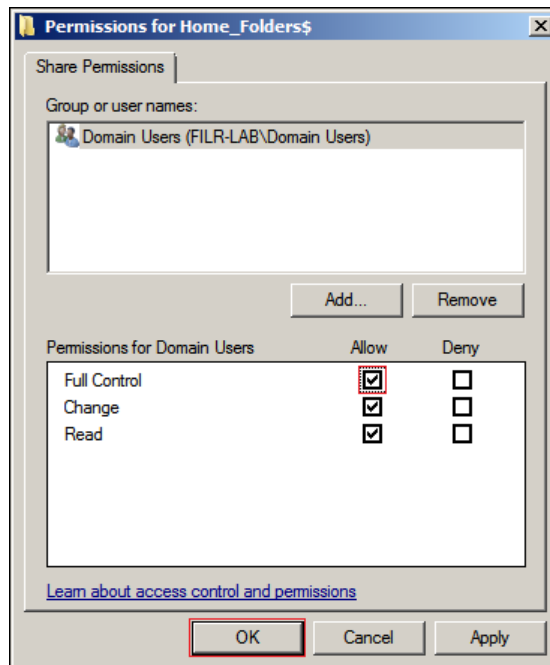 Permissions for Home_Folders$
Share Permissions
Group or user names:
Domain Users (FILR-LAB\Domain Users)
Add... Remove
Permissions for Domain Users Allow Deny
Full Control
Change
Read
Learn about access control and permissions
OK Cancel Apply